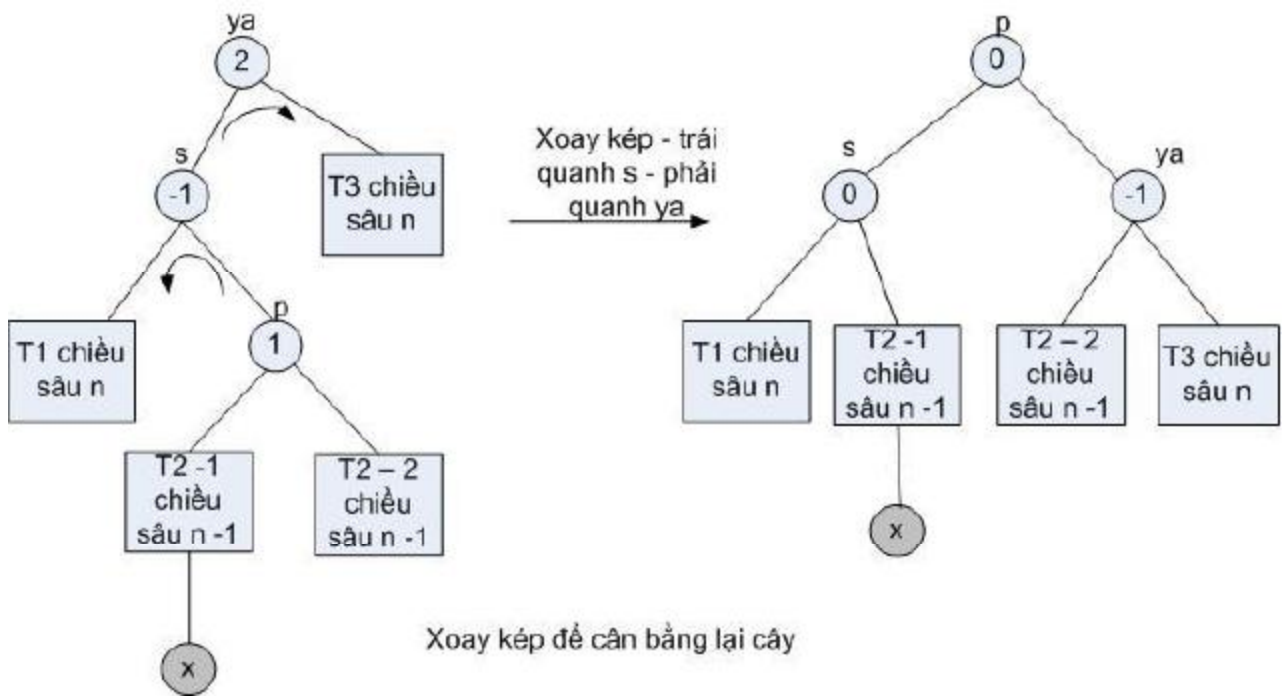 ya
2
s
-1
T3 chiều
sâu n
T1 chiều
sâu n
p
1
T2 -1
chiều
sâu n -1
T2 – 2
chiều
sâu n -1
x
Xoay kép - trái
quanh s - phải
quanh ya
p
0
s
0
ya
-1
T1 chiều
sâu n
T2 -1
chiều
sâu n -1
T2 – 2
chiều
sâu n -1
T3 chiều
sâu n
x
Xoay kép để cân bằng lại cây